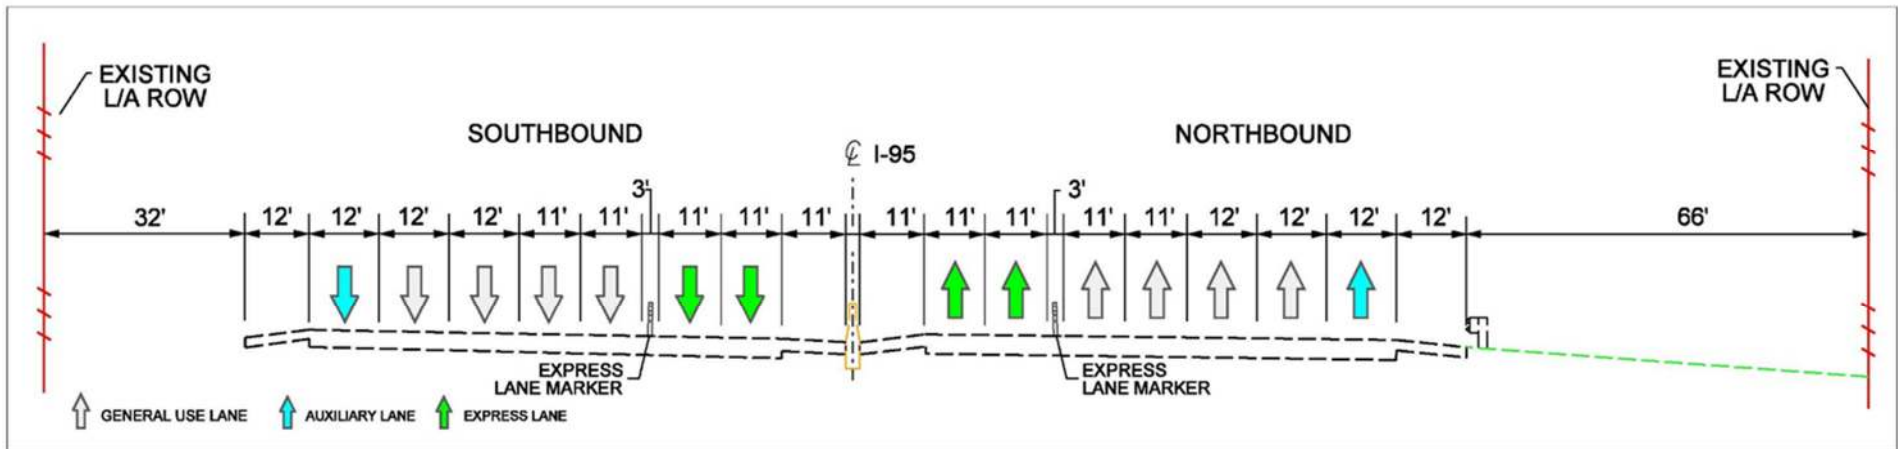 EXISTING
L/A ROW
EXISTING
L/A ROW
SOUTHBOUND
NORTHBOUND
℄ I-95
3'
3'
32' 12' 12' 12' 12' 11' 11' 11' 11' 11' 11' 11' 11' 11' 11' 12' 12' 12' 12' 66'
EXPRESS
LANE MARKER
EXPRESS
LANE MARKER
GENERAL USE LANE
AUXILIARY LANE
EXPRESS LANE